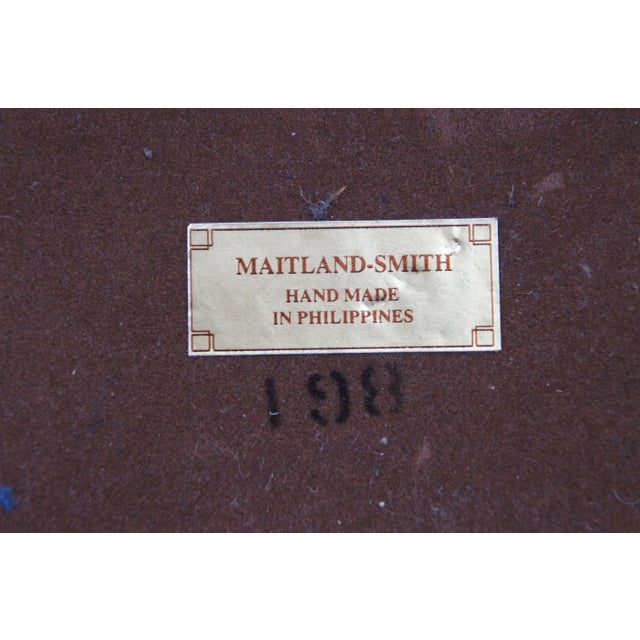 MAITLAND-SMITH
HAND MADE
IN PHILIPPINES
198